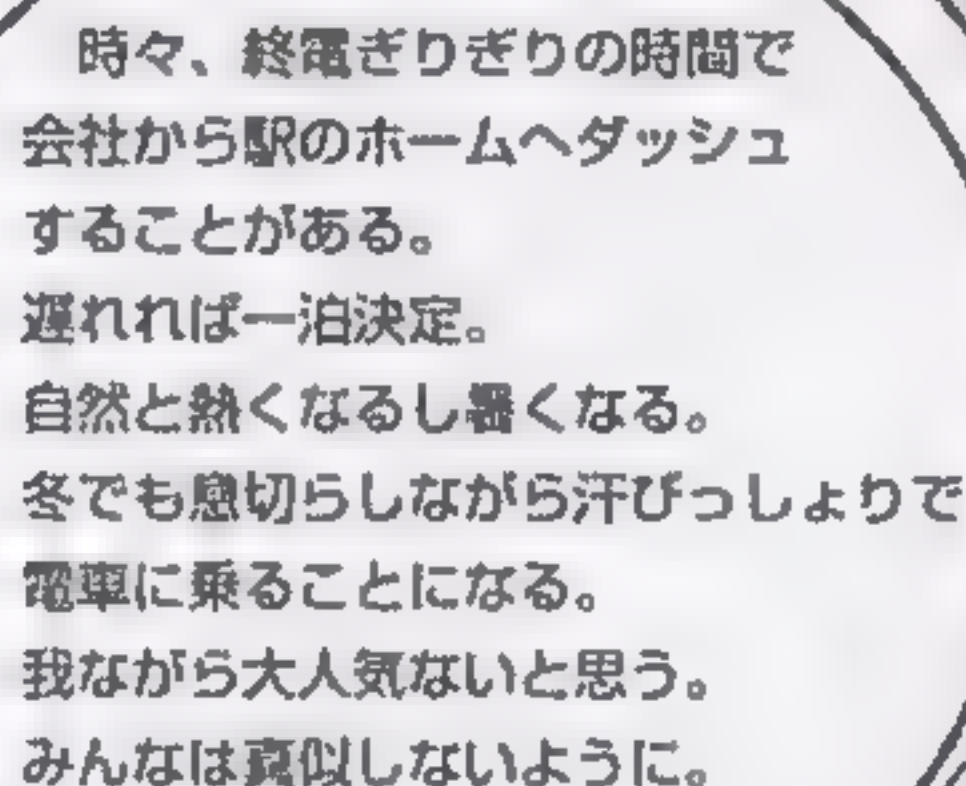 時々、終電ぎりぎりの時間で
会社から駅のホームへダッシュ
することがある。
遅れれば一泊決定。
自然と熱くなるし暑くなる。
冬でも息切らしながら汗びっしょりで
電車に乗ることになる。
我ながら大人気ないと思う。
みんなは真似しないように。